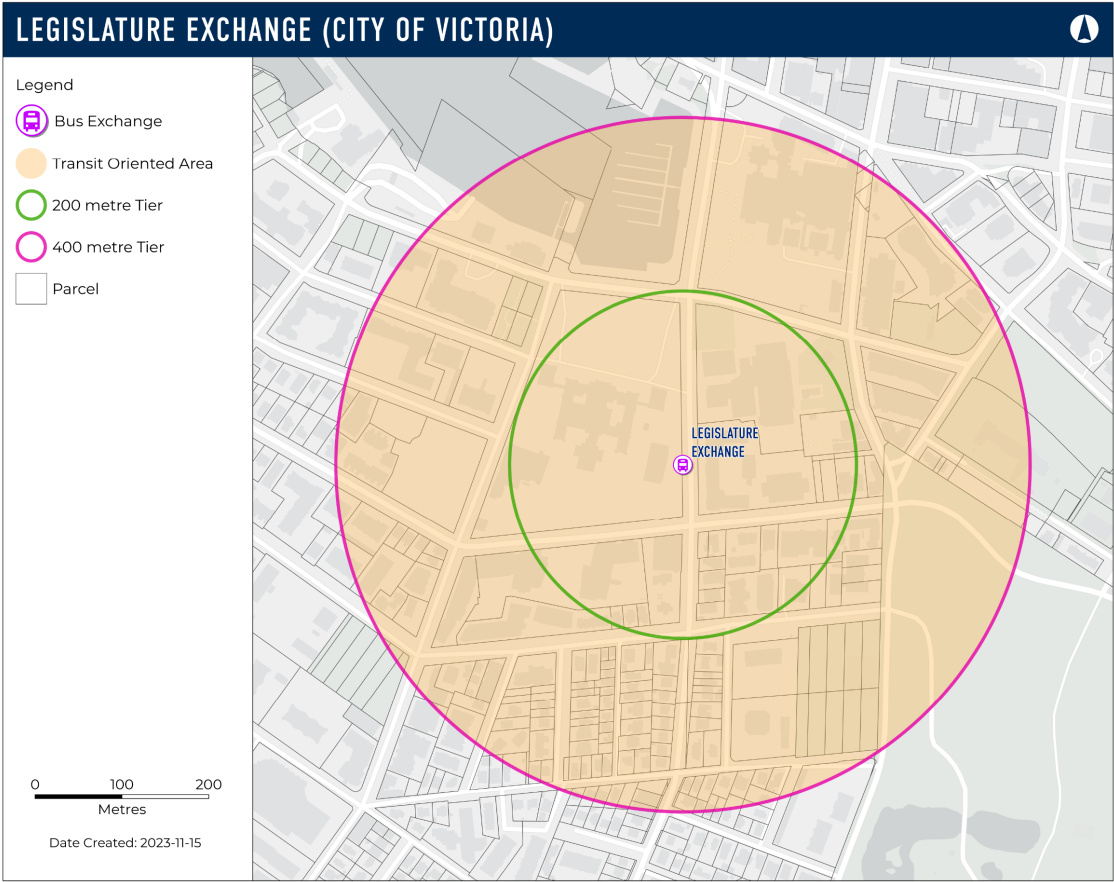 LEGISLATURE EXCHANGE (CITY OF VICTORIA)
Legend
Bus Exchange
Transit Oriented Area
200 metre Tier
400 metre Tier
Parcel
LEGISLATURE
EXCHANGE
0 100 200
Metres
Date Created: 2023-11-15